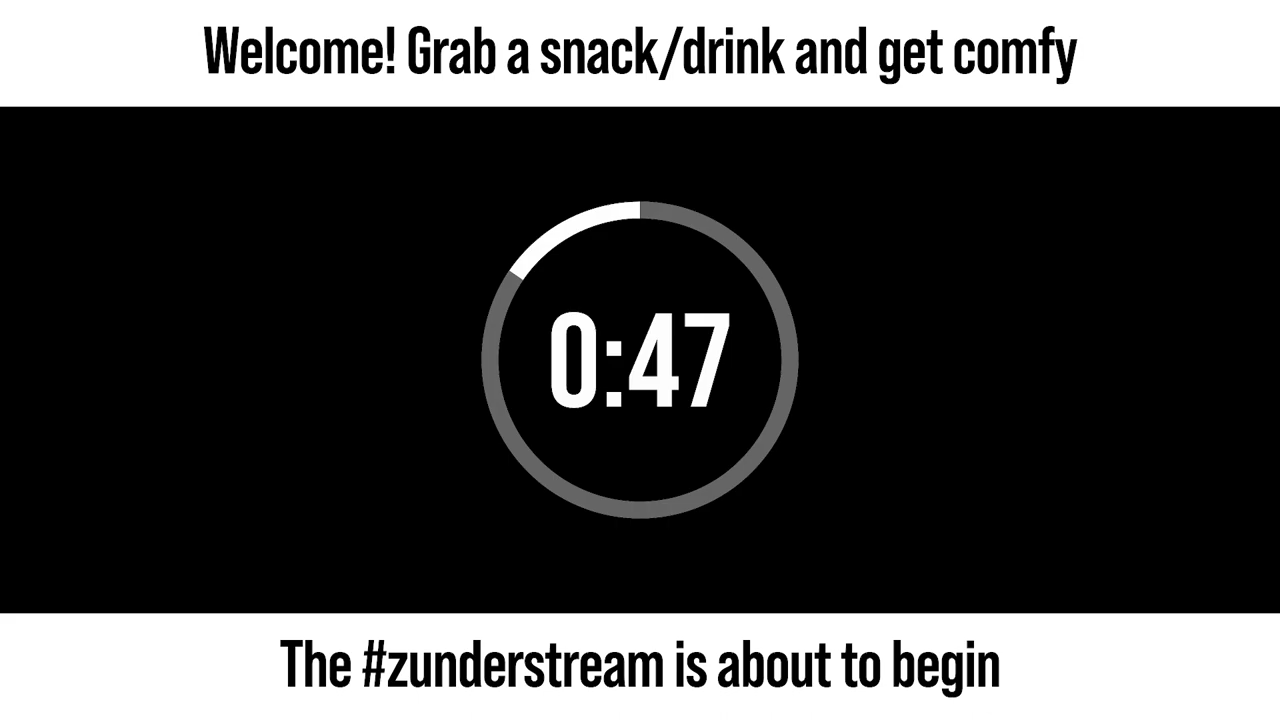 Welcome! Grab a snack/drink and get comfy
0:47
The #zunderstream is about to begin